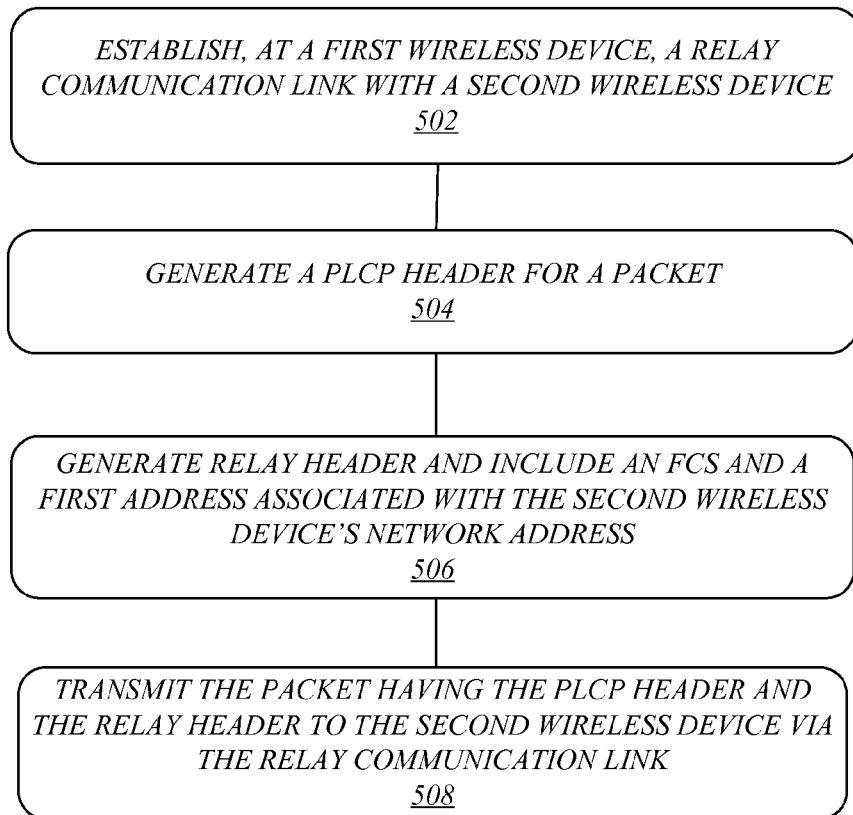 ESTABLISH, AT A FIRST WIRELESS DEVICE, A RELAY
COMMUNICATION LINK WITH A SECOND WIRELESS DEVICE
502
GENERATE A PLCP HEADER FOR A PACKET
504
GENERATE RELAY HEADER AND INCLUDE AN FCS AND A
FIRST ADDRESS ASSOCIATED WITH THE SECOND WIRELESS
DEVICE'S NETWORK ADDRESS
506
TRANSMIT THE PACKET HAVING THE PLCP HEADER AND
THE RELAY HEADER TO THE SECOND WIRELESS DEVICE VIA
THE RELAY COMMUNICATION LINK
508